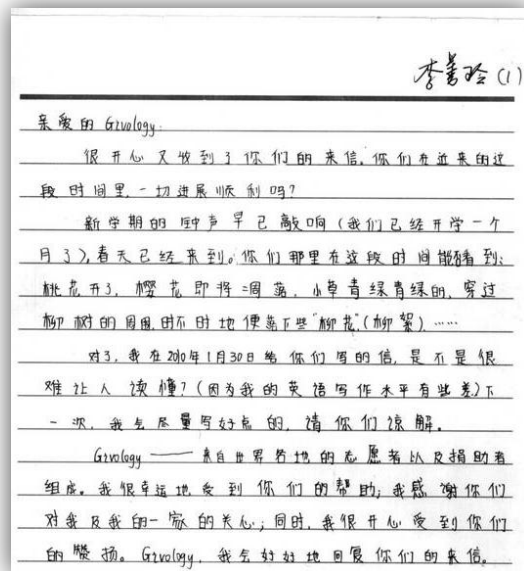 李善玲 (1)
亲爱的 Givology:
很开心又收到了你们的来信。你们在近来的这
段时间里,一切进展顺利吗?
新学期的钟声早已敲响(我们已经开学一个
月了),春天已经来到。你们那里在这段时间能看到:
桃花开了,樱花即将凋落,小草青绿青绿的,穿过
柳树的周围,时不时地便落下些“柳花”(柳絮)……
对了,我在2010年1月30日给你们写的信,是不是很
难让人读懂?(因为我的英语写作水平有些差)下
一次,我会尽量写好点的,请你们谅解。
Givology —— 来自世界各地的志愿者以及捐助者
组成。我很幸运地受到你们的帮助;我感谢你们
对我及我的一家的关心;同时,我很开心受到你们
的赞扬。Givology,我会好好地回复你们的来信。